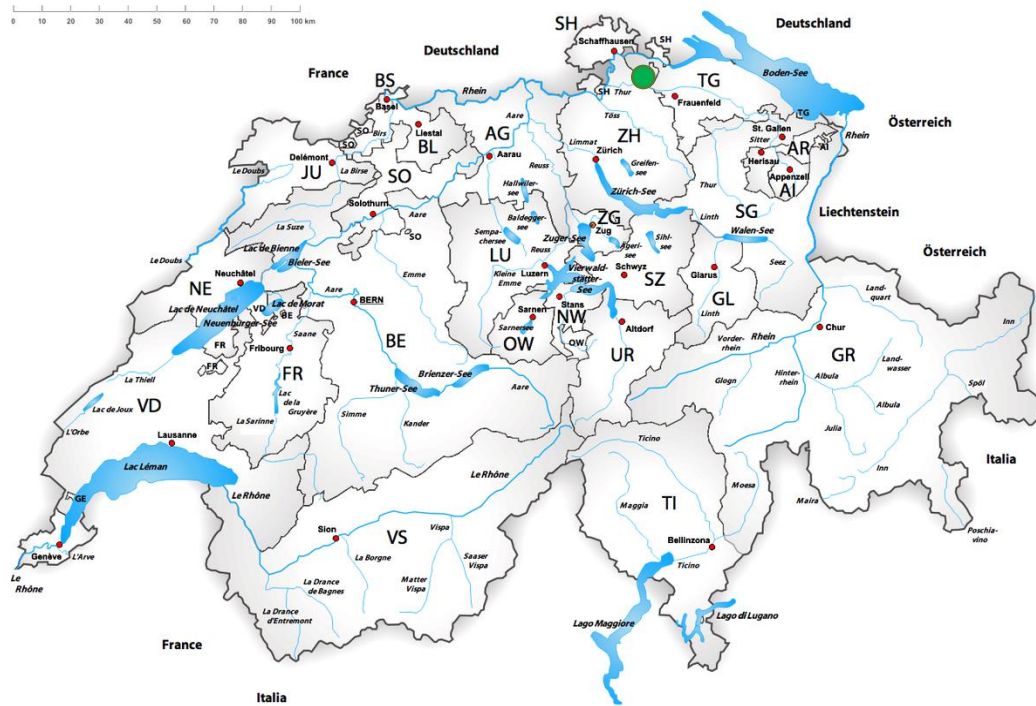 0 10 20 30 40 50 60 70 80 90 100 km
SH
Schaffhausen
SH
Deutschland
Deutschland
France
BS
Basel
Rhein
SH
Thur
TG
Boden-See
Frauenfeld
TG
Rhein
Österreich
SO
SO
Birs
Liestal
BL
AG
Aare
Töss
ZH
St. Gallen
Sitter
AR
AI
Herisau
Appenzell
AI
Delémont
JU
La Birse
Le Doubs
SO
Aarau
Reuss
Limmat
Zürich
Greifen-
see
Hallwiler-
see
Zürich-See
Thur
SG
Solothurn
Aare
SO
La Suze
Baldegger-
see
Sempa-
chersee
ZG
Zug
Zuger-See
Ägeri-
see
Sihl-
see
Linth
Walen-See
Liechtenstein
Lac de Bienne
Bieler-See
Le Doubs
LU
Reuss
Luzern
Kleine
Emme
Emme
Vierwald-
stätter-
See
Schwyz
SZ
Glarus
Seez
Österreich
Neuchâtel
NE
Lac de Neuchâtel
Neuenburger-See
Lac de Morat
VD
BE
Aare
BERN
Saane
Sarnen
Sarnersee
OW
Stans
NW
OW
Altdorf
UR
GL
Linth
Land-
quart
Inn
FR
FR
Fribourg
FR
BE
Brienzer-See
Thuner-See
Aare
Vorder-
rhein
Rhein
Chur
GR
Land-
wasser
Glogn
Hinter-
rhein
Albula
Spöl
La Thiell
Lac de Joux
VD
L'Orbe
Lac
de la
Gruyère
La Sarinne
Simme
Kander
Albula
Julia
Inn
Lausanne
Lac Léman
Le Rhône
Le Rhône
Ticino
Moesa
Maggia
TI
Maira
Italia
GE
Genève
L'Arve
Le
Rhône
Sion
VS
Vispa
La Borgne
Saaser
Vispa
Matter
Vispa
La Drance
de Bagnes
La Drance
d'Entremont
Bellinzona
Ticino
Poschia-
vino
Lago Maggiore
Lago di Lugano
France
Italia